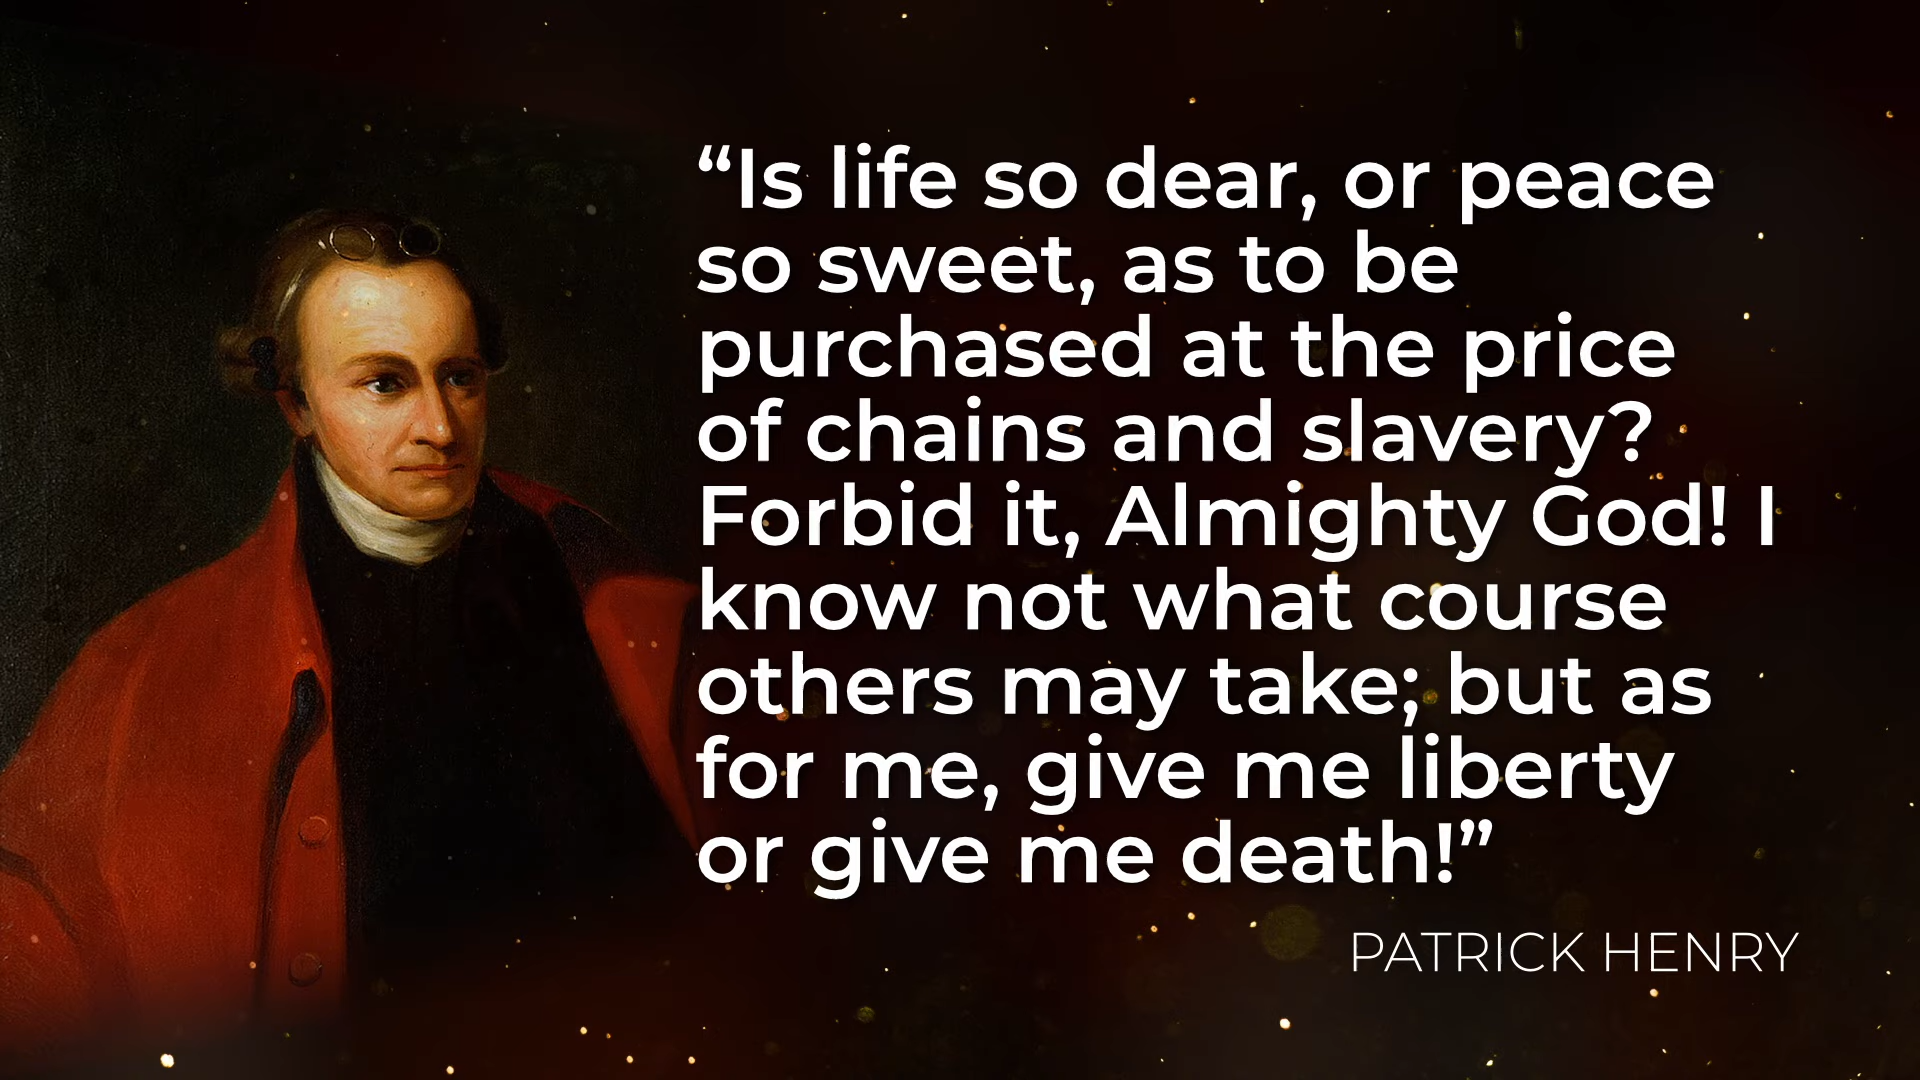 “Is life so dear, or peace
so sweet, as to be
purchased at the price
of chains and slavery?
Forbid it, Almighty God! I
know not what course
others may take; but as
for me, give me liberty
or give me death!”
PATRICK HENRY